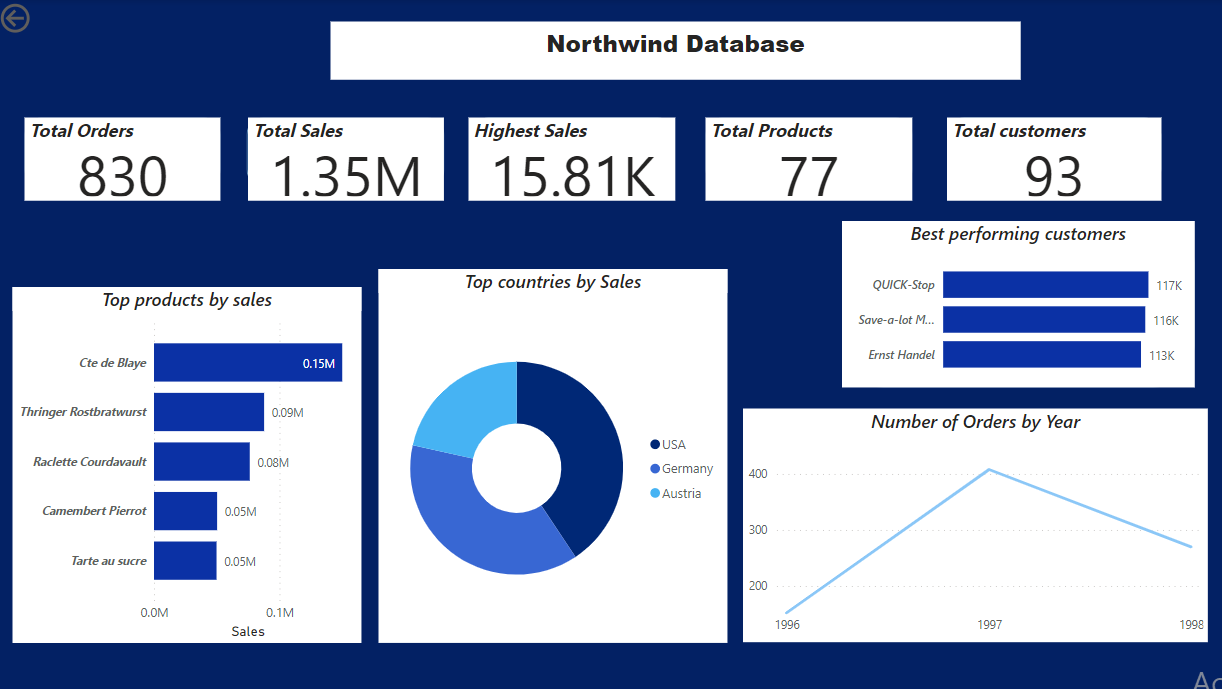 Northwind Database
Total Orders
830
Total Sales
1.35M
Highest Sales
15.81K
Total Products
77
Total customers
93
Best performing customers
QUICK-Stop 117K
Save-a-lot M... 116K
Ernst Handel 113K
Top products by sales
Cte de Blaye 0.15M
Thringer Rostbratwurst 0.09M
Raclette Courdavault 0.08M
Camembert Pierrot 0.05M
Tarte au sucre 0.05M
0.0M 0.1M
Sales
Top countries by Sales
USA
Germany
Austria
Number of Orders by Year
400
300
200
1996 1997 1998